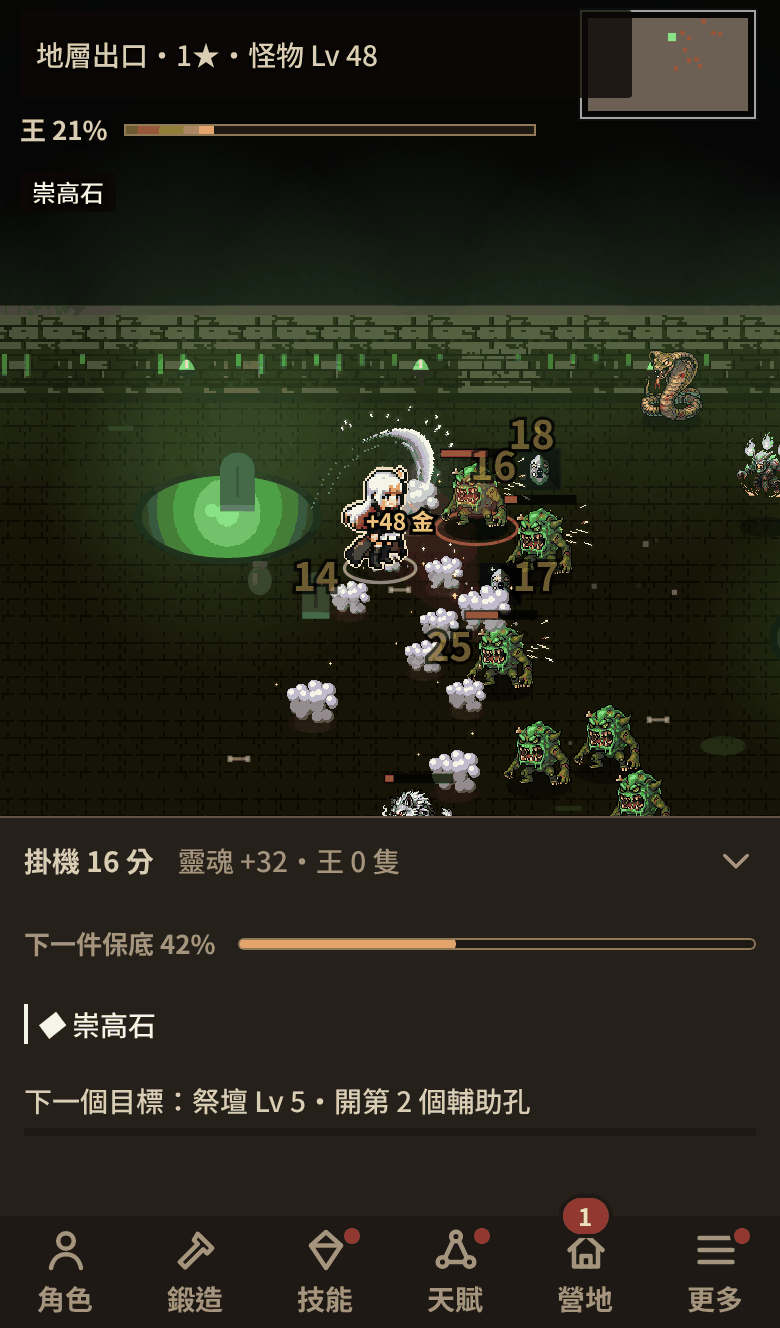 地層出口・1★・怪物 Lv 48
王 21%
崇高石
18
16
+48 金
14
17
25
掛機 16 分 靈魂 +32・王 0 隻
下一件保底 42%
◆ 崇高石
下一個目標：祭壇 Lv 5・開第 2 個輔助孔
1
角色 鍛造 技能 天賦 營地 更多